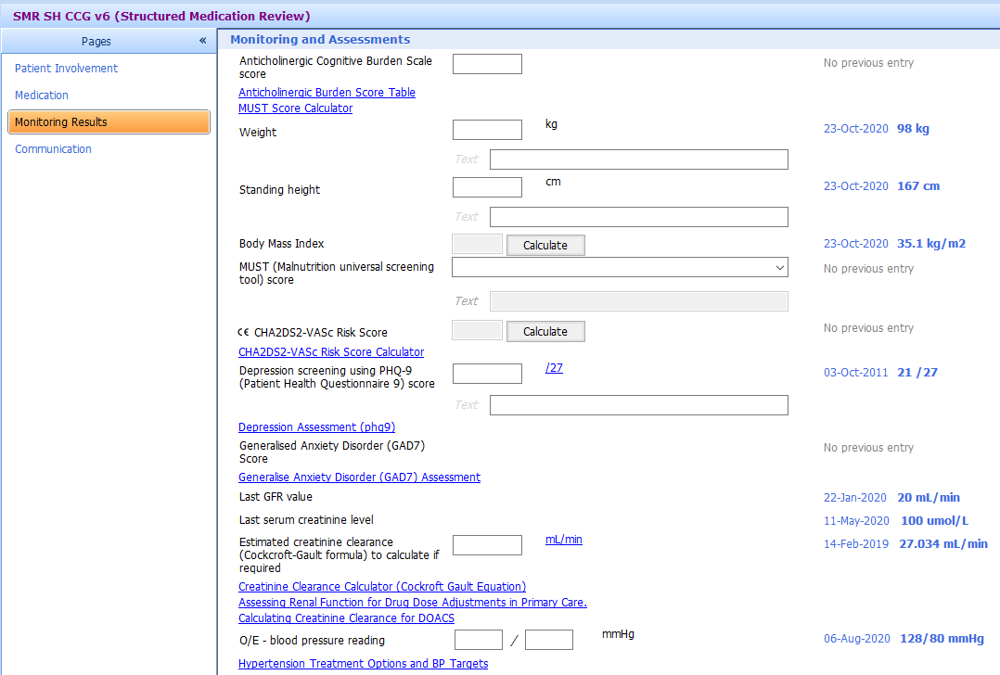 SMR SH CCG v6 (Structured Medication Review)
Pages «
Patient Involvement
Medication
Monitoring Results
Communication
Monitoring and Assessments
Anticholinergic Cognitive Burden Scale
score
No previous entry
Anticholinergic Burden Score Table
MUST Score Calculator
Weight kg 23-Oct-2020 98 kg
Text
Standing height cm 23-Oct-2020 167 cm
Text
Body Mass Index Calculate 23-Oct-2020 35.1 kg/m2
MUST (Malnutrition universal screening
tool) score
No previous entry
Text
CE CHA2DS2-VASc Risk Score Calculate No previous entry
CHA2DS2-VASc Risk Score Calculator
Depression screening using PHQ-9
(Patient Health Questionnaire 9) score
/27 03-Oct-2011 21 /27
Text
Depression Assessment (phq9)
Generalised Anxiety Disorder (GAD7)
Score
No previous entry
Generalise Anxiety Disorder (GAD7) Assessment
Last GFR value 22-Jan-2020 20 mL/min
Last serum creatinine level 11-May-2020 100 umol/L
Estimated creatinine clearance
(Cockcroft-Gault formula) to calculate if
required
mL/min 14-Feb-2019 27.034 mL/min
Creatinine Clearance Calculator (Cockroft Gault Equation)
Assessing Renal Function for Drug Dose Adjustments in Primary Care.
Calculating Creatinine Clearance for DOACS
O/E - blood pressure reading / mmHg 06-Aug-2020 128/80 mmHg
Hypertension Treatment Options and BP Targets